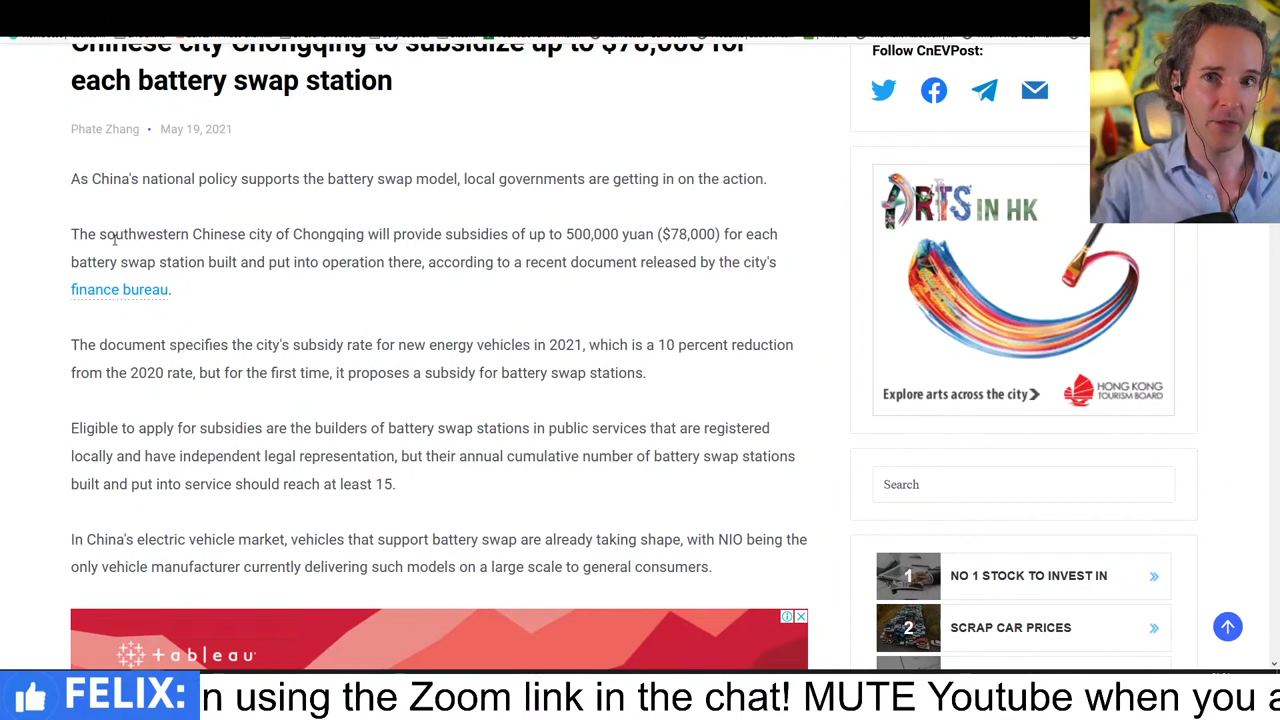 Chinese city Chongqing to subsidize up to $78,000 for
each battery swap station
Phate Zhang • May 19, 2021
As China's national policy supports the battery swap model, local governments are getting in on the action.
The southwestern Chinese city of Chongqing will provide subsidies of up to 500,000 yuan ($78,000) for each
battery swap station built and put into operation there, according to a recent document released by the city's
finance bureau.
The document specifies the city's subsidy rate for new energy vehicles in 2021, which is a 10 percent reduction
from the 2020 rate, but for the first time, it proposes a subsidy for battery swap stations.
Eligible to apply for subsidies are the builders of battery swap stations in public services that are registered
locally and have independent legal representation, but their annual cumulative number of battery swap stations
built and put into service should reach at least 15.
In China's electric vehicle market, vehicles that support battery swap are already taking shape, with NIO being the
only vehicle manufacturer currently delivering such models on a large scale to general consumers.
+ a b | e a u
Follow CnEVPost:
ARTS IN HK
Explore arts across the city
HONG KONG
TOURISM BOARD
Search
1 NO 1 STOCK TO INVEST IN
2 SCRAP CAR PRICES
FELIX: n using the Zoom link in the chat! MUTE Youtube when you a